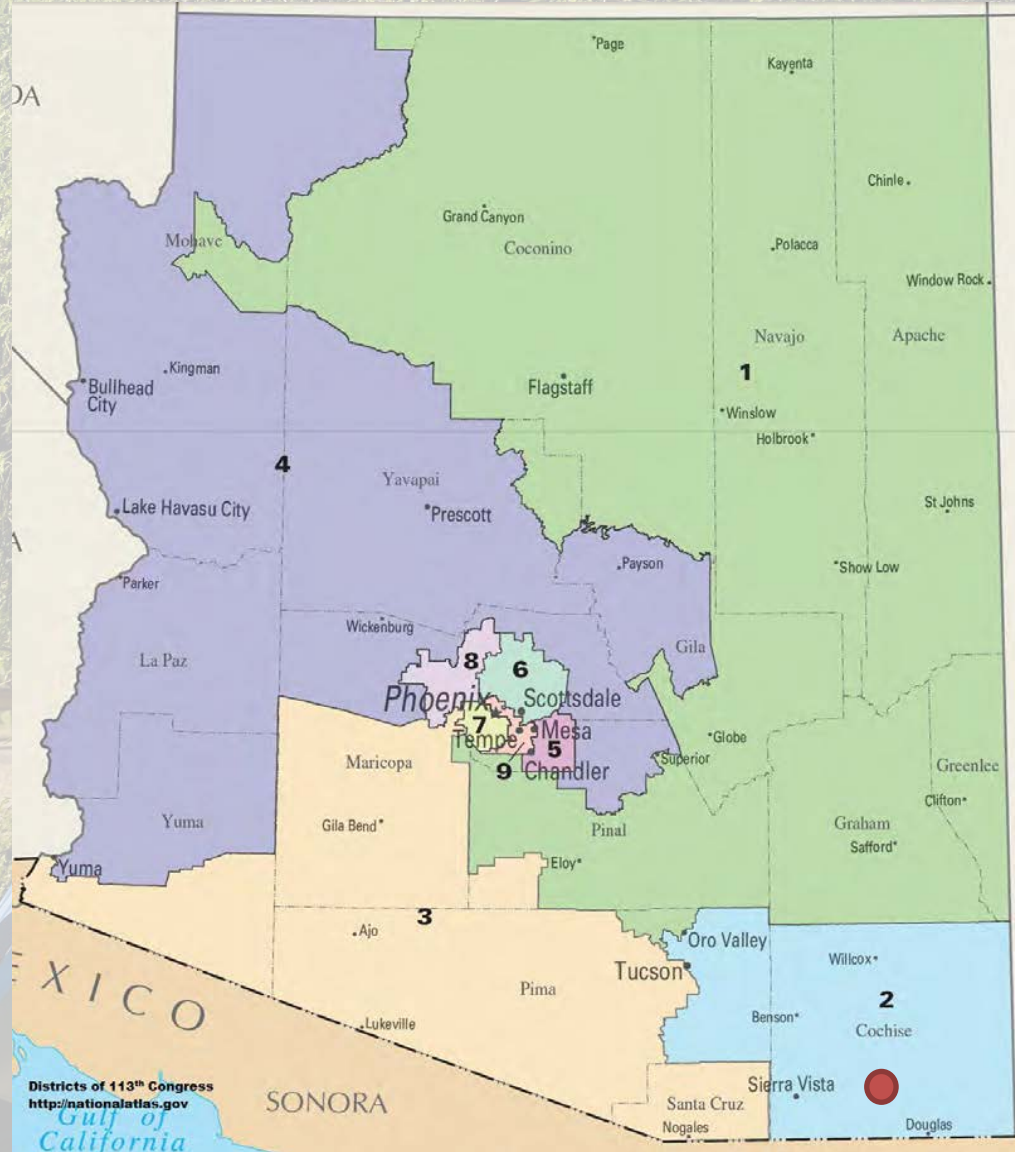 Page
Kayenta
DA
Chinle
Grand Canyon
Mohave
Coconino
Polacca
Window Rock
Navajo
Apache
Kingman
1
Bullhead
City
Flagstaff
Winslow
Holbrook
4
Yavapai
Lake Havasu City
Prescott
St Johns
A
Payson
Show Low
Parker
Wickenburg
La Paz
Gila
8
6
Phoenix
Scottsdale
7
Tempe
Mesa
5
Globe
Superior
Maricopa
9
Chandler
Greenlee
Clifton
Yuma
Gila Bend
Pinal
Graham
Safford
Yuma
Eloy
3
Ajo
Oro Valley
Willcox
Tucson
EXICO
Pima
2
Benson
Cochise
Lukeville
Districts of 113th Congress
http://nationalatlas.gov
SONORA
Sierra Vista
Santa Cruz
Gulf of
California
Nogales
Douglas